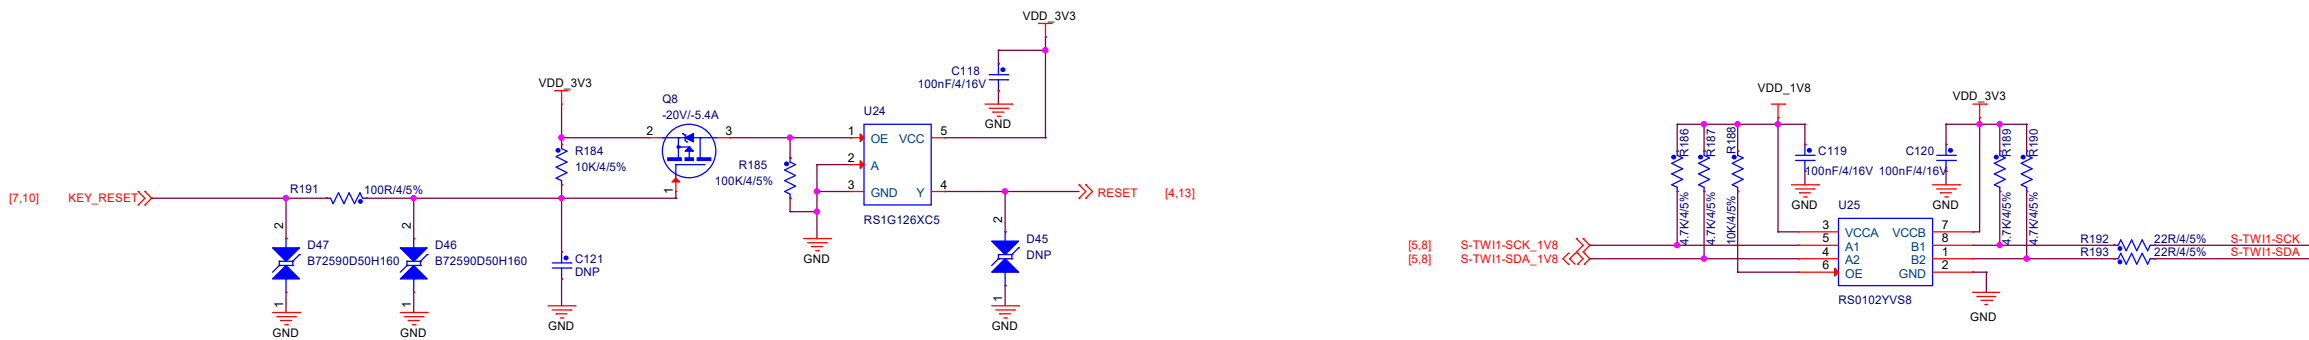 VDD_3V3
C118
100nF/4/16V
GND
VDD_3V3
Q8
-20V/-5.4A
2
3
1
R184
10K/4/5%
R185
100K/4/5%
U24
1
OE
VCC
5
2
A
3
GND
Y
4
RS1G126XC5
GND
[7,10]
KEY_RESET
R191
100R/4/5%
RESET
[4,13]
2
D47
B72590D50H160
1
GND
2
D46
B72590D50H160
1
GND
C121
DNP
GND
2
D45
DNP
1
GND
VDD_1V8
VDD_3V3
R186
4.7K/4/5%
R187
4.7K/4/5%
R188
10K/4/5%
C119
100nF/4/16V
GND
C120
100nF/4/16V
GND
R189
4.7K/4/5%
R190
4.7K/4/5%
U25
3
VCCA
VCCB
7
5
A1
B1
8
4
A2
B2
1
6
OE
GND
2
RS0102YVS8
GND
[5,8]
S-TWI1-SCK_1V8
[5,8]
S-TWI1-SDA_1V8
R192
22R/4/5%
S-TWI1-SCK
R193
22R/4/5%
S-TWI1-SDA